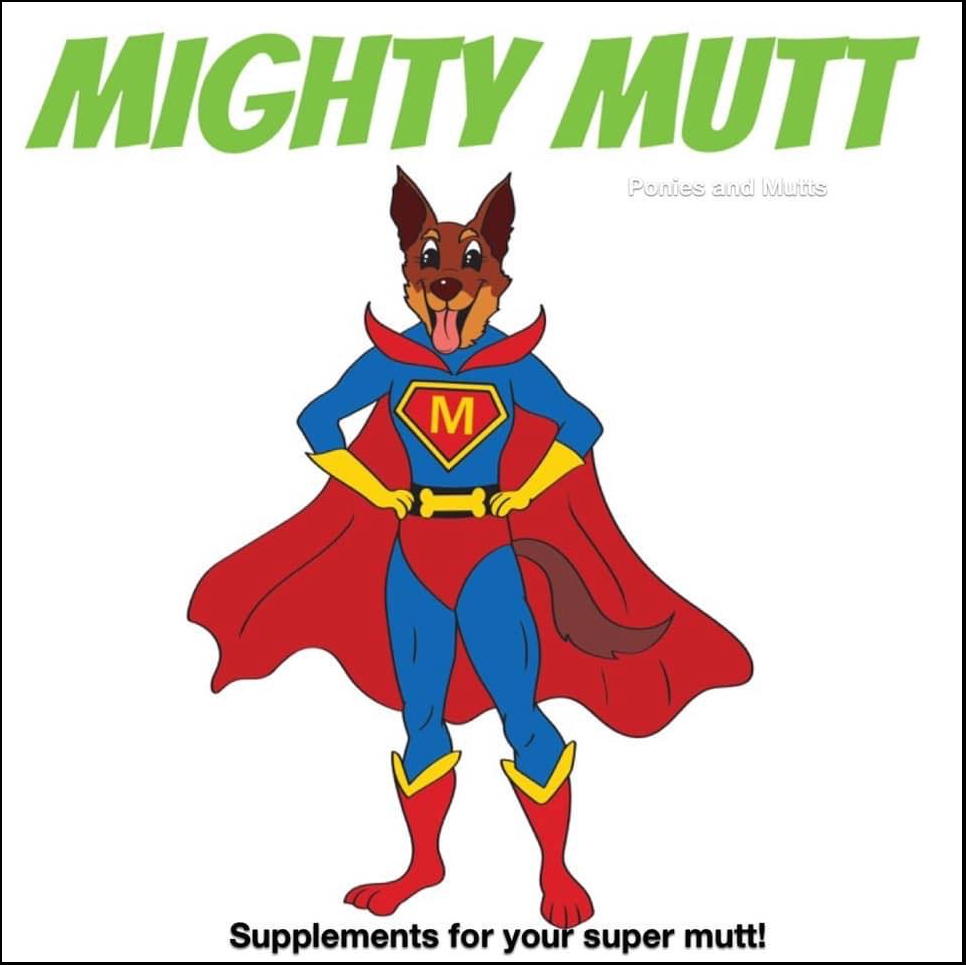 MIGHTY MUTT
Ponies and Mutts
M
Supplements for your super mutt!